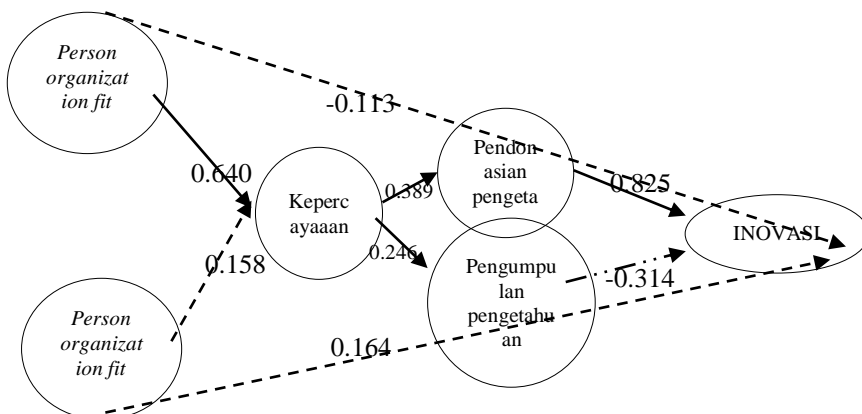 Person
organizat
ion fit
-0.113
0.640
Keperc
ayaaan
0.389
0.246
Pendon
asian
pengeta
0.825
INOVASI
Pengumpu
lan
pengetahu
an
-0.314
0.158
Person
organizat
ion fit
0.164